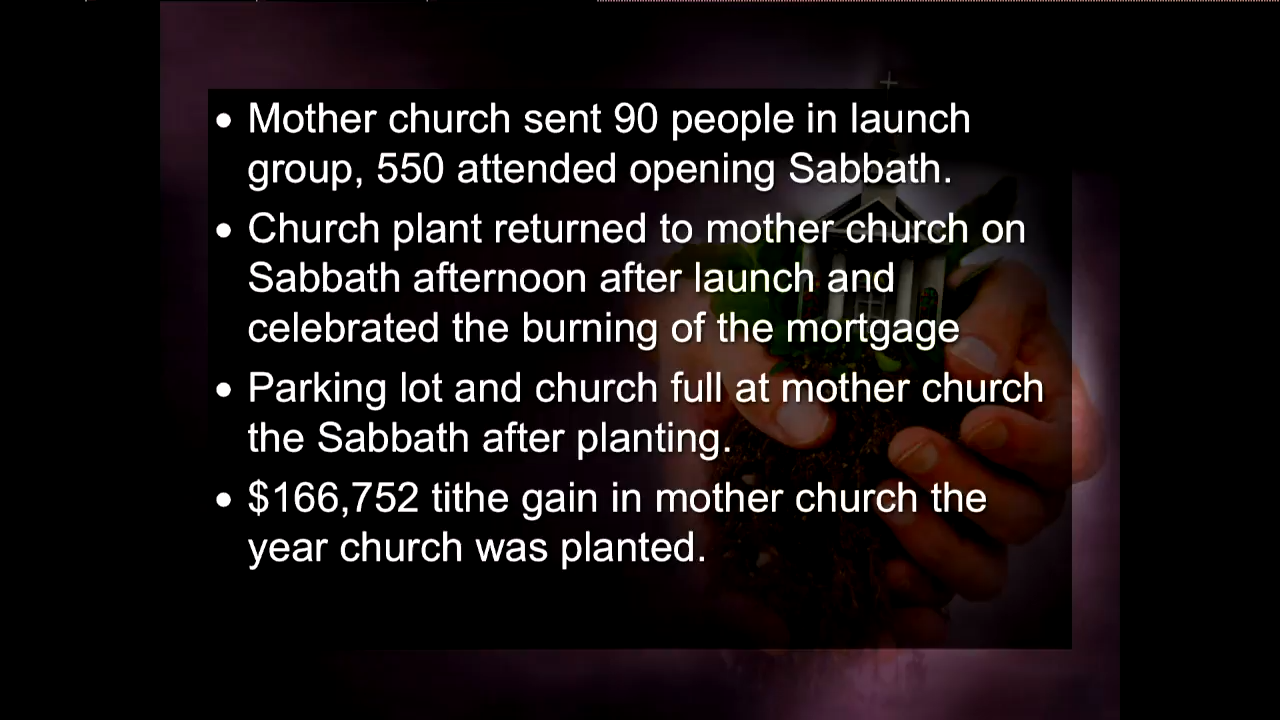 • Mother church sent 90 people in launch
group, 550 attended opening Sabbath.
• Church plant returned to mother church on
Sabbath afternoon after launch and
celebrated the burning of the mortgage
• Parking lot and church full at mother church
the Sabbath after planting.
• $166,752 tithe gain in mother church the
year church was planted.